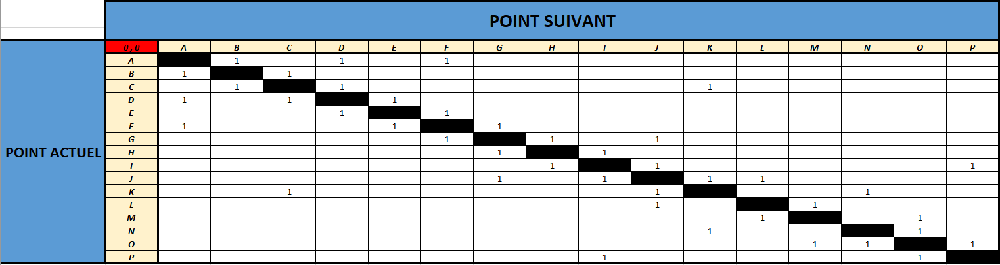 POINT SUIVANT
0,0 A B C D E F G H I J K L M N O P
POINT ACTUEL
A 1 1 1
B 1 1
C 1 1 1
D 1 1 1
E 1 1
F 1 1 1
G 1 1 1
H 1 1
I 1 1 1
J 1 1 1 1
K 1 1 1
L 1 1
M 1 1
N 1 1
O 1 1 1
P 1 1